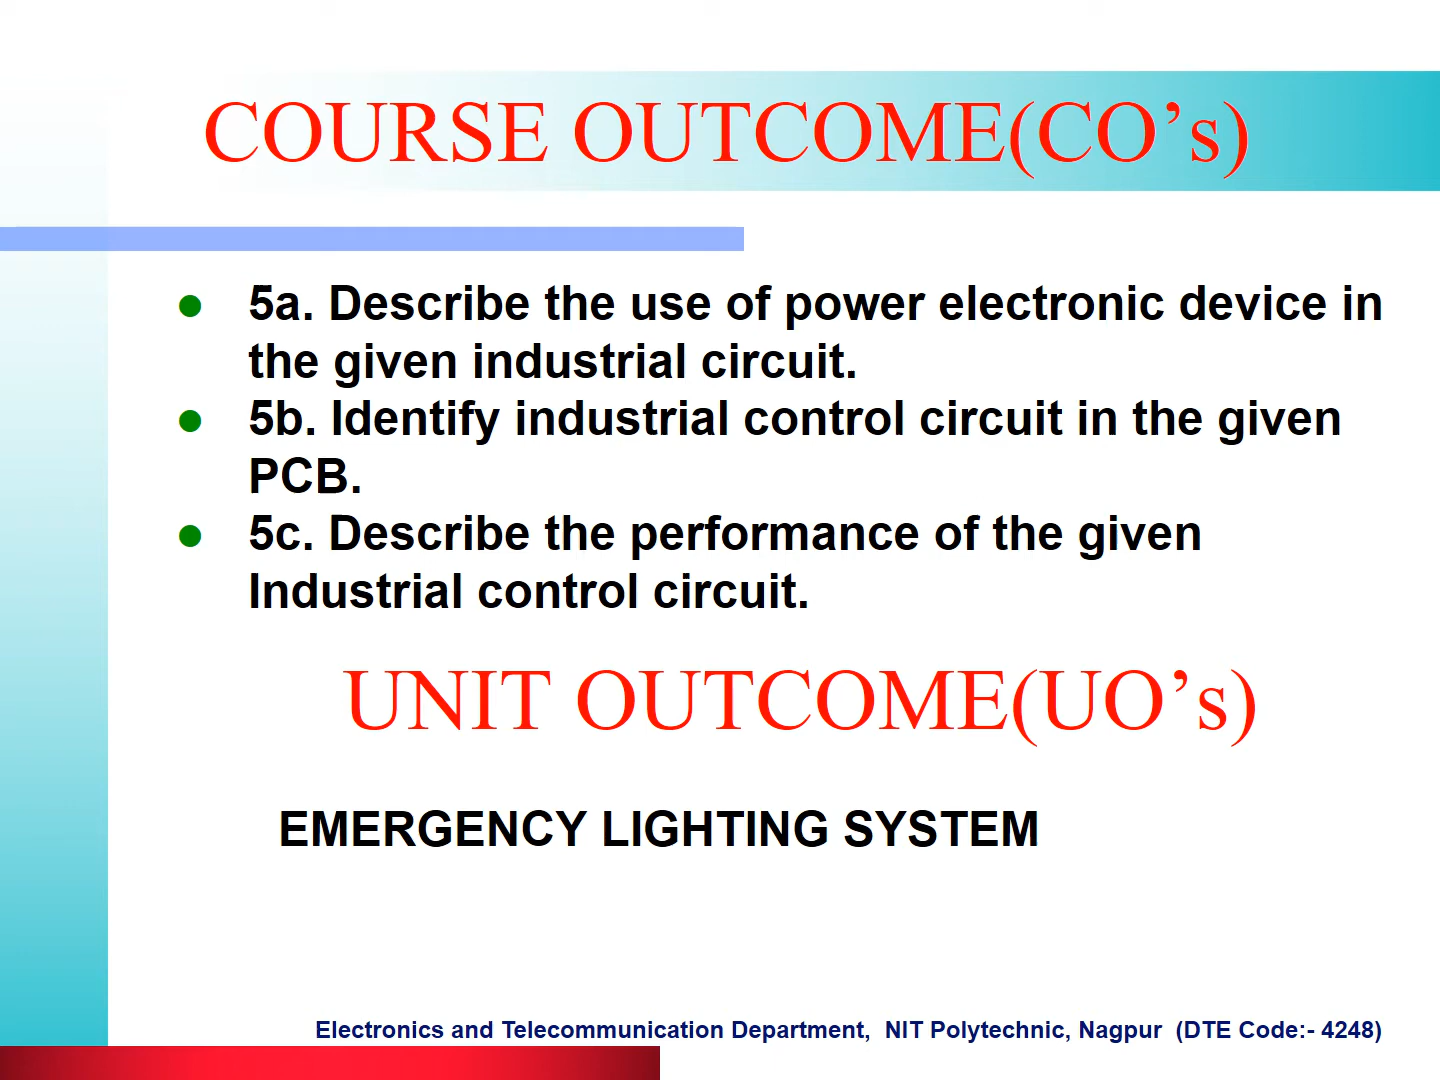 COURSE OUTCOME(CO’s)
5a. Describe the use of power electronic device in
the given industrial circuit.
5b. Identify industrial control circuit in the given
PCB.
5c. Describe the performance of the given
Industrial control circuit.
UNIT OUTCOME(UO’s)
EMERGENCY LIGHTING SYSTEM
Electronics and Telecommunication Department,  NIT Polytechnic, Nagpur  (DTE Code:- 4248)